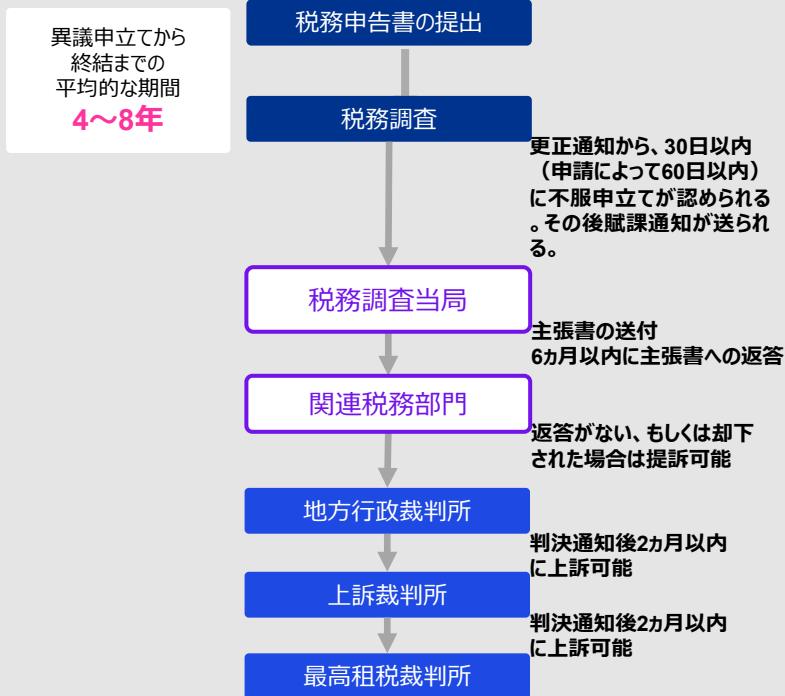 異議申立てから
終結までの
平均的な期間
4～8年
税務申告書の提出
税務調査
更正通知から、30日以内
（申請によって60日以内）
に不服申立てが認められる
。その後賦課通知が送られ
る。
税務調査当局
主張書の送付
6ヵ月以内に主張書への返答
関連税務部門
返答がない、もしくは却下
された場合は提訴可能
地方行政裁判所
判決通知後2ヵ月以内
に上訴可能
上訴裁判所
判決通知後2ヵ月以内
に上訴可能
最高租税裁判所